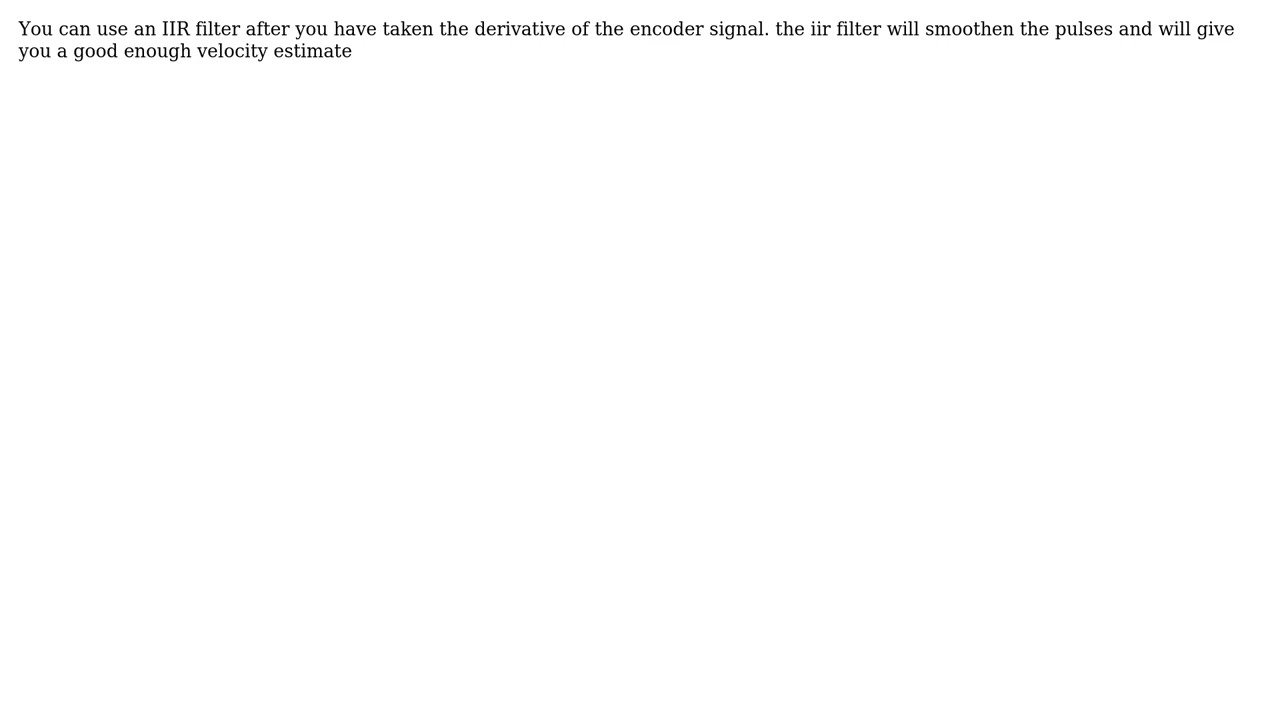 You can use an IIR filter after you have taken the derivative of the encoder signal. the iir filter will smoothen the pulses and will give
you a good enough velocity estimate